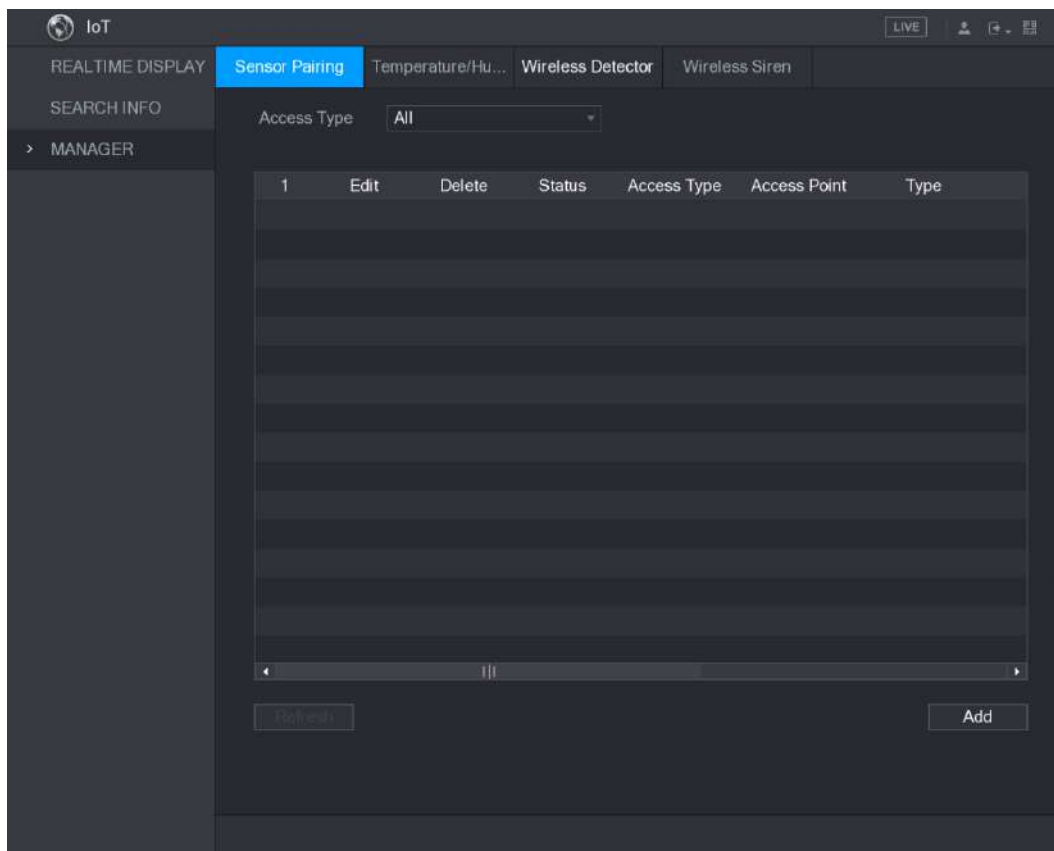 IoT
LIVE
REALTIME DISPLAY
SEARCH INFO
MANAGER
Sensor Pairing
Temperature/Hu...
Wireless Detector
Wireless Siren
Access Type
All
1 Edit Delete Status Access Type Access Point Type
Refresh
Add